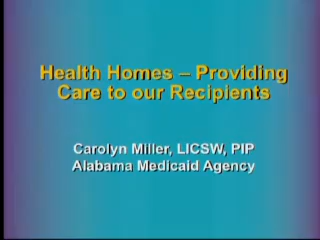 Health Homes – Providing
Care to our Recipients
Carolyn Miller, LICSW, PIP
Alabama Medicaid Agency